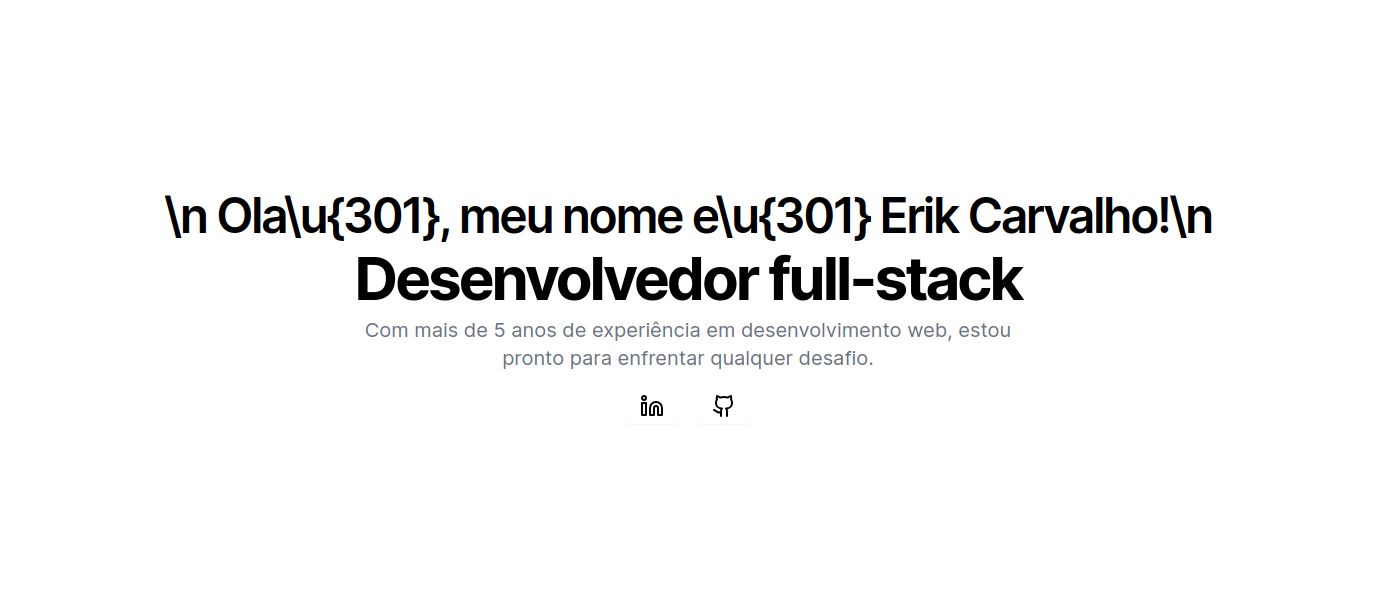 \n Ola\u{301}, meu nome e\u{301} Erik Carvalho!\n
Desenvolvedor full-stack
Com mais de 5 anos de experiência em desenvolvimento web, estou
pronto para enfrentar qualquer desafio.